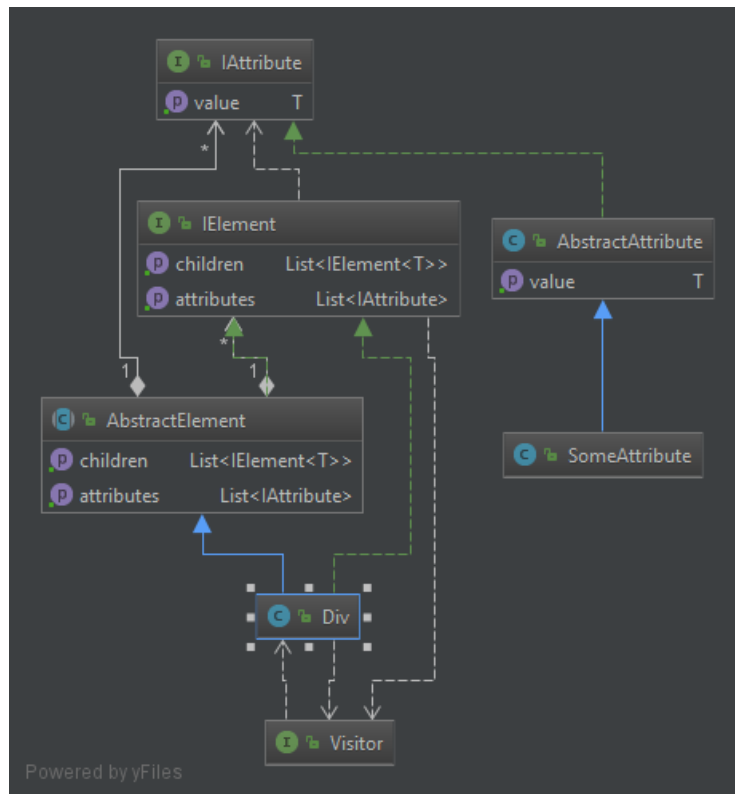 IAttribute
value T
*
IElement
children List<IElement<T>>
attributes List<IAttribute>
AbstractAttribute
value T
*
1
1
AbstractElement
children List<IElement<T>>
attributes List<IAttribute>
SomeAttribute
Div
Visitor
Powered by yFiles